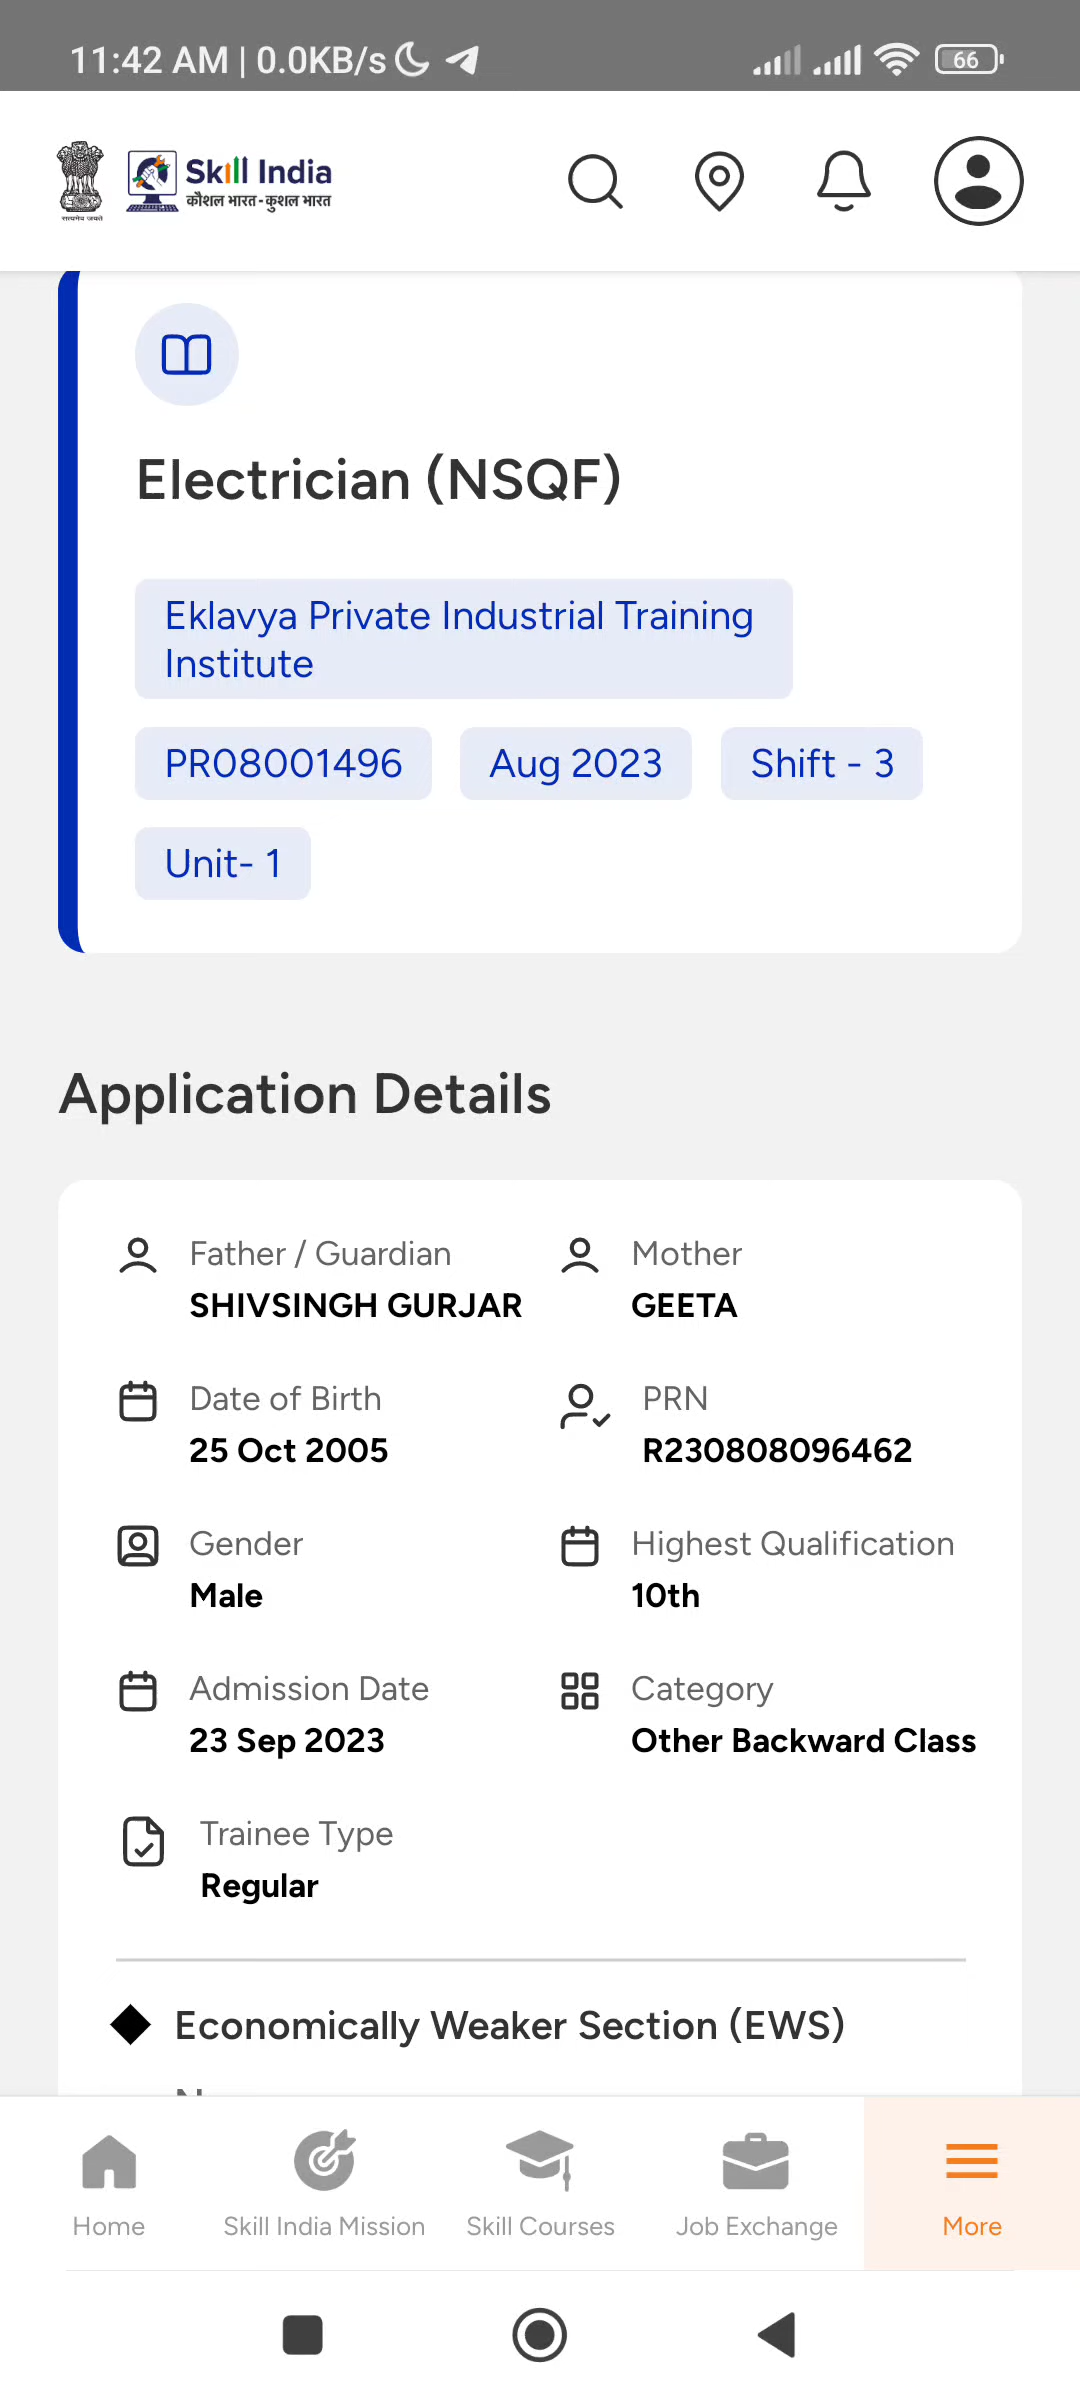 11:42 AM | 0.0KB/s
66
सत्यमेव जयते
Skill India
कौशल भारत - कुशल भारत
Electrician (NSQF)
Eklavya Private Industrial Training
Institute
PR08001496 Aug 2023 Shift - 3
Unit- 1
Application Details
Father / Guardian Mother
SHIVSINGH GURJAR GEETA
Date of Birth PRN
25 Oct 2005 R230808096462
Gender Highest Qualification
Male 10th
Admission Date Category
23 Sep 2023 Other Backward Class
Trainee Type
Regular
Economically Weaker Section (EWS)
Home Skill India Mission Skill Courses Job Exchange More